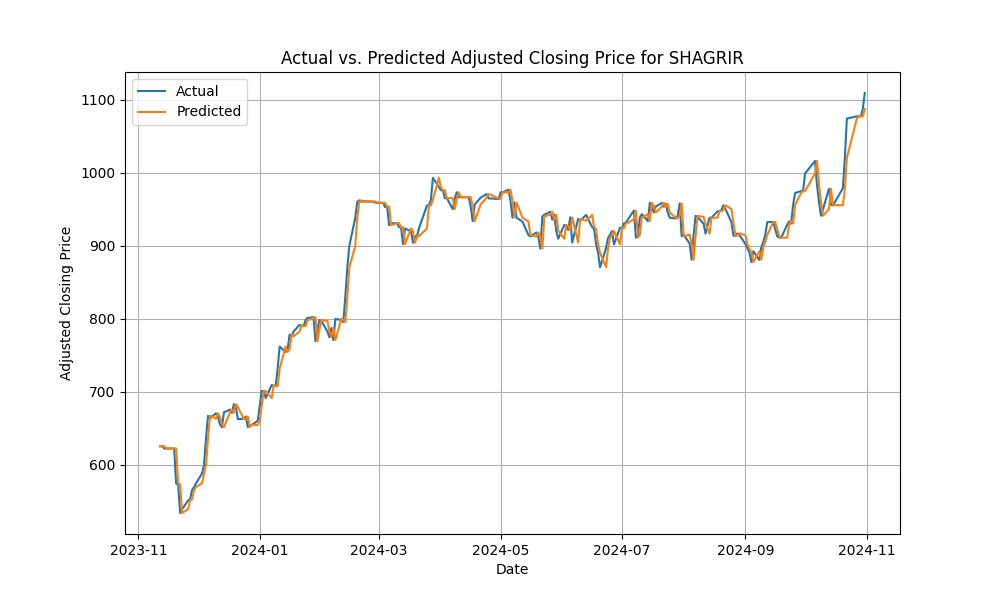 Actual vs. Predicted Adjusted Closing Price for SHAGRIR
Actual
Predicted
1100
1000
900
800
700
600
Adjusted Closing Price
2023-11 2024-01 2024-03 2024-05 2024-07 2024-09 2024-11
Date